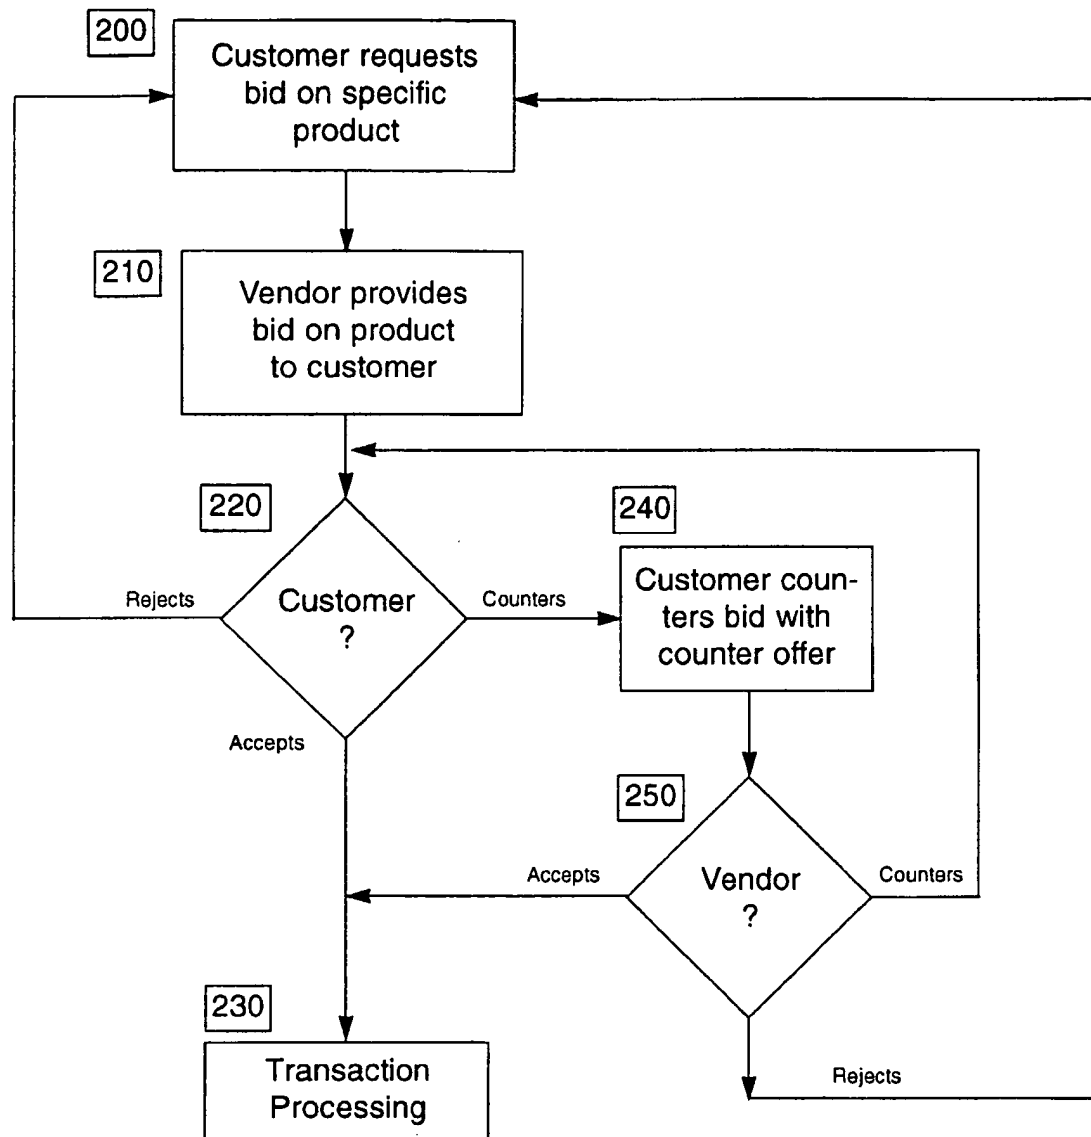 200
Customer requests
bid on specific
product
210
Vendor provides
bid on product
to customer
220
Customer
?
Rejects
Counters
Accepts
240
Customer coun-
ters bid with
counter offer
250
Vendor
?
Accepts
Counters
Rejects
230
Transaction
Processing